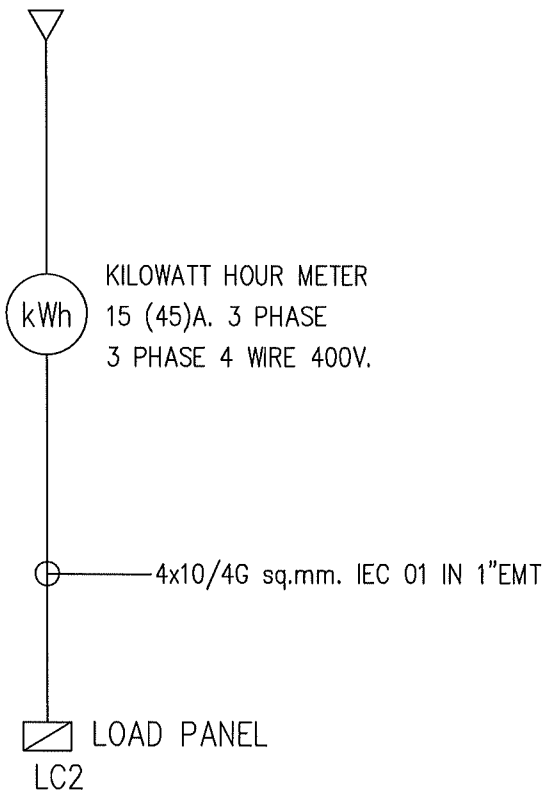 kWh
KILOWATT HOUR METER
15 (45)A. 3 PHASE
3 PHASE 4 WIRE 400V.
4x10/4G sq.mm. IEC 01 IN 1"EMT
LOAD PANEL
LC2